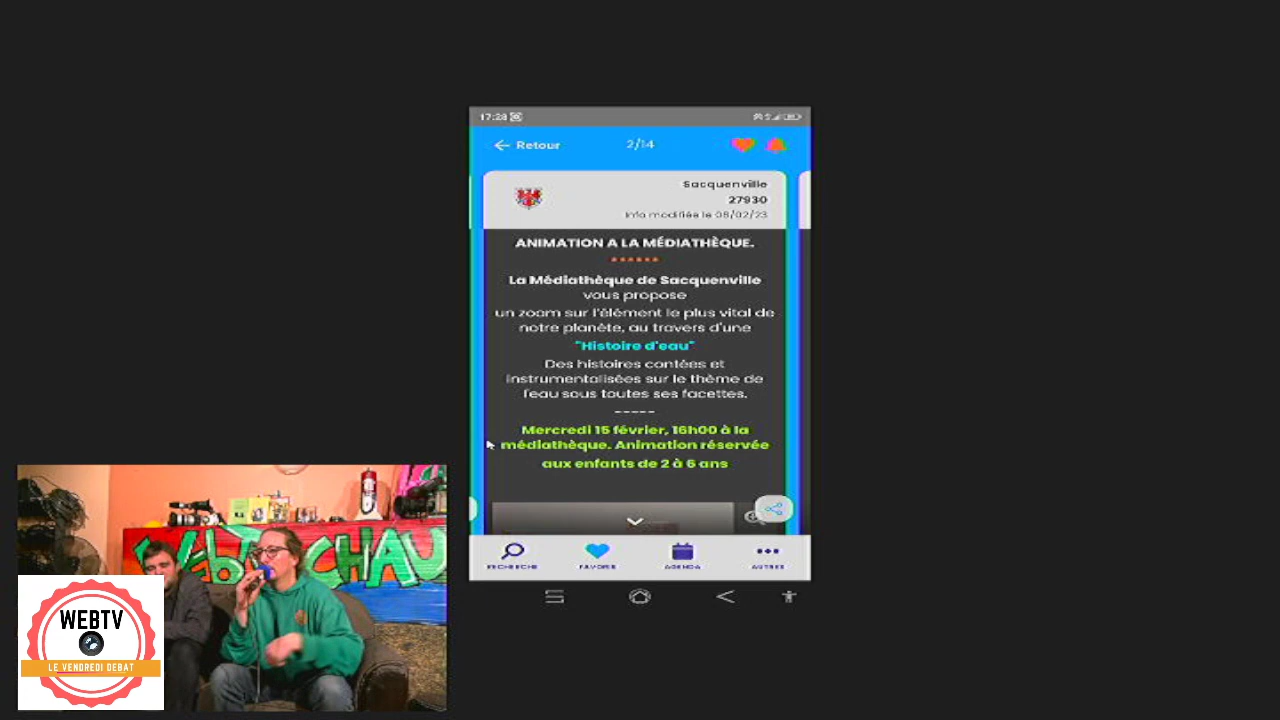 17:28
Retour
2/14
Sacquenville
27930
Info modifiée le 08/02/23
ANIMATION A LA MÉDIATHÈQUE.
La Médiathèque de Sacquenville
vous propose
un zoom sur l'élément le plus vital de
notre planète, au travers d'une
"Histoire d'eau"
Des histoires contées et
instrumentalisées sur le thème de
l'eau sous toutes ses facettes.
-----
Mercredi 15 février, 16h00 à la
médiathèque. Animation réservée
aux enfants de 2 à 6 ans
RECHERCHE
FAVORIS
AGENDA
AUTRES
WEBTV
LE VENDREDI DEBAT